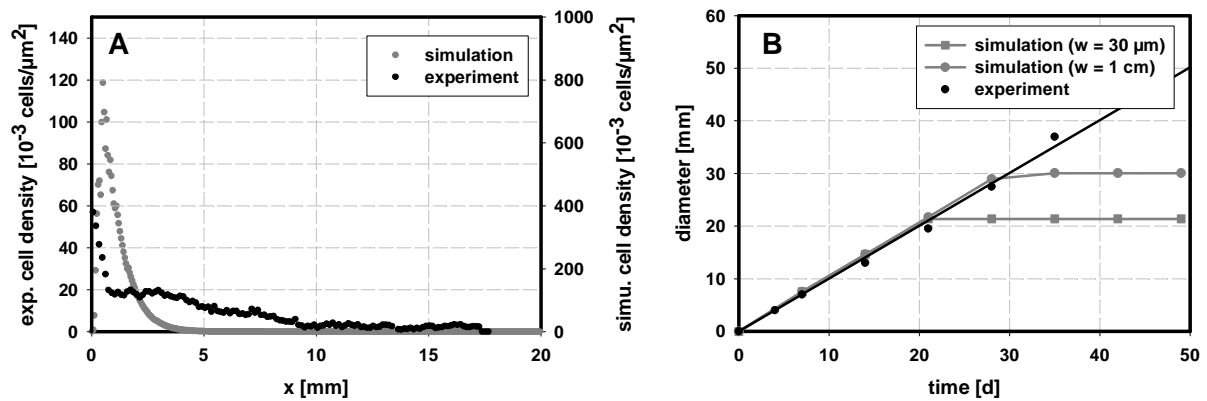 A
simulation
experiment
exp. cell density [10⁻³ cells/µm²]
140
120
100
80
60
40
20
0
simu. cell density [10⁻³ cells/µm²]
1000
800
600
400
200
0
0 5 10 15 20
x [mm]
B
simulation (w = 30 µm)
simulation (w = 1 cm)
experiment
diameter [mm]
60
50
40
30
20
10
0
0 10 20 30 40 50
time [d]